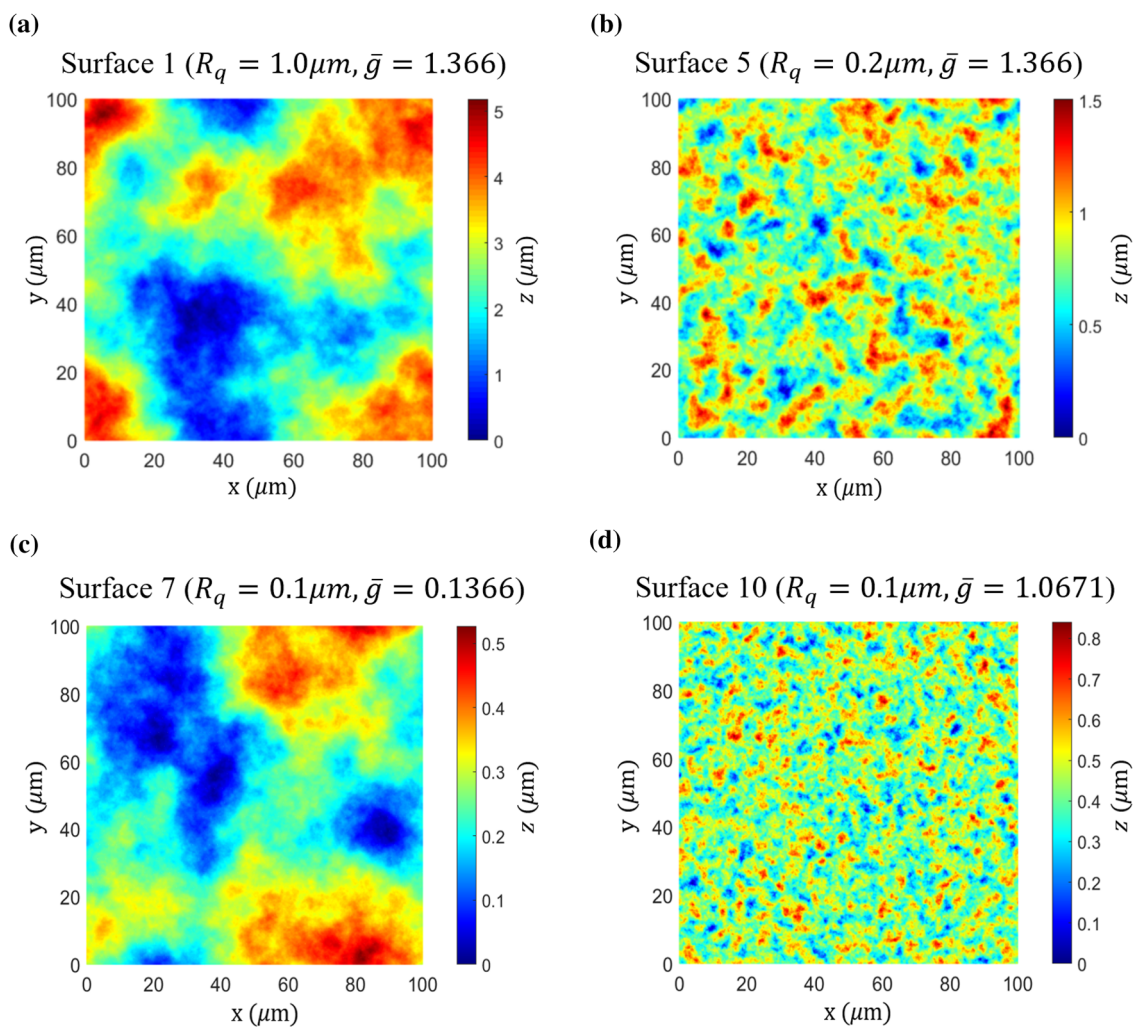 (a)
Surface 1 (R_q = 1.0μm, ḡ = 1.366)
100
80
60
40
20
0
y (μm)
0 20 40 60 80 100
x (μm)
5
4
3
2
1
0
z (μm)
(b)
Surface 5 (R_q = 0.2μm, ḡ = 1.366)
100
80
60
40
20
0
y (μm)
0 20 40 60 80 100
x (μm)
1.5
1
0.5
0
z (μm)
(c)
Surface 7 (R_q = 0.1μm, ḡ = 0.1366)
100
80
60
40
20
0
y (μm)
0 20 40 60 80 100
x (μm)
0.5
0.4
0.3
0.2
0.1
0
z (μm)
(d)
Surface 10 (R_q = 0.1μm, ḡ = 1.0671)
100
80
60
40
20
0
y (μm)
0 20 40 60 80 100
x (μm)
0.8
0.7
0.6
0.5
0.4
0.3
0.2
0.1
0
z (μm)